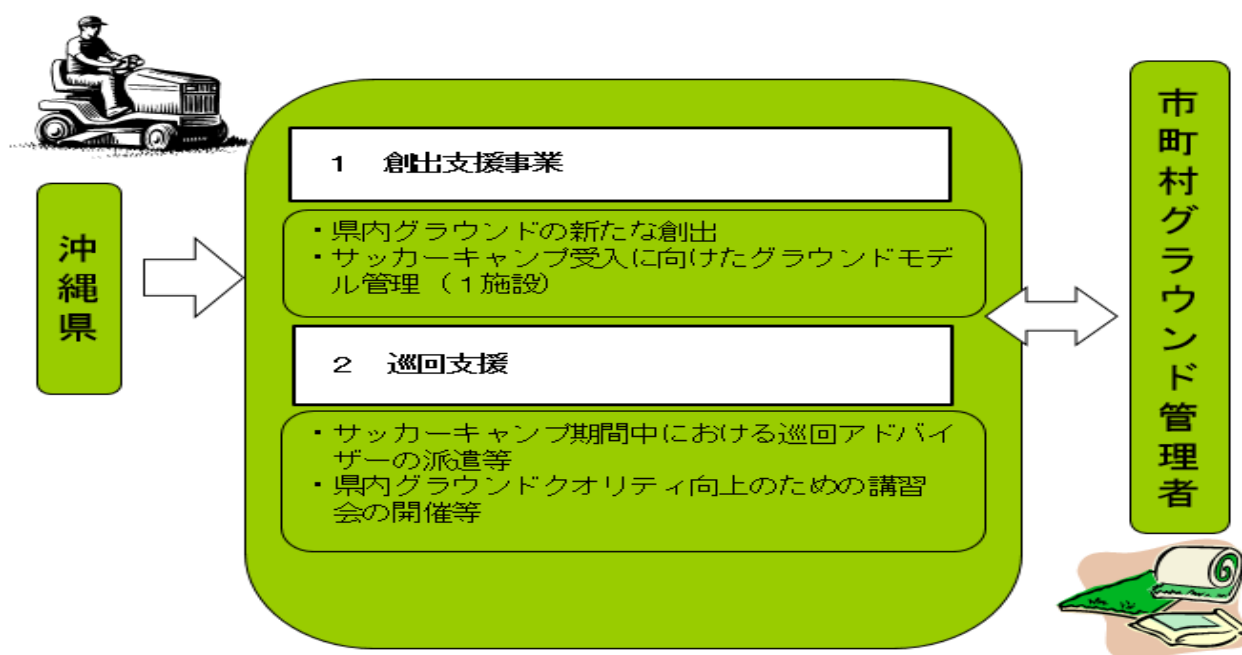 沖縄県
1 創出支援事業
・県内グラウンドの新たな創出
・サッカーキャンプ受入に向けたグラウンドモデ
ル管理（１施設）
２ 巡回支援
・サッカーキャンプ期間中における巡回アドバイ
ザーの派遣等
・県内グラウンドクオリティ向上のための講習
会の開催等
市町村グラウンド管理者